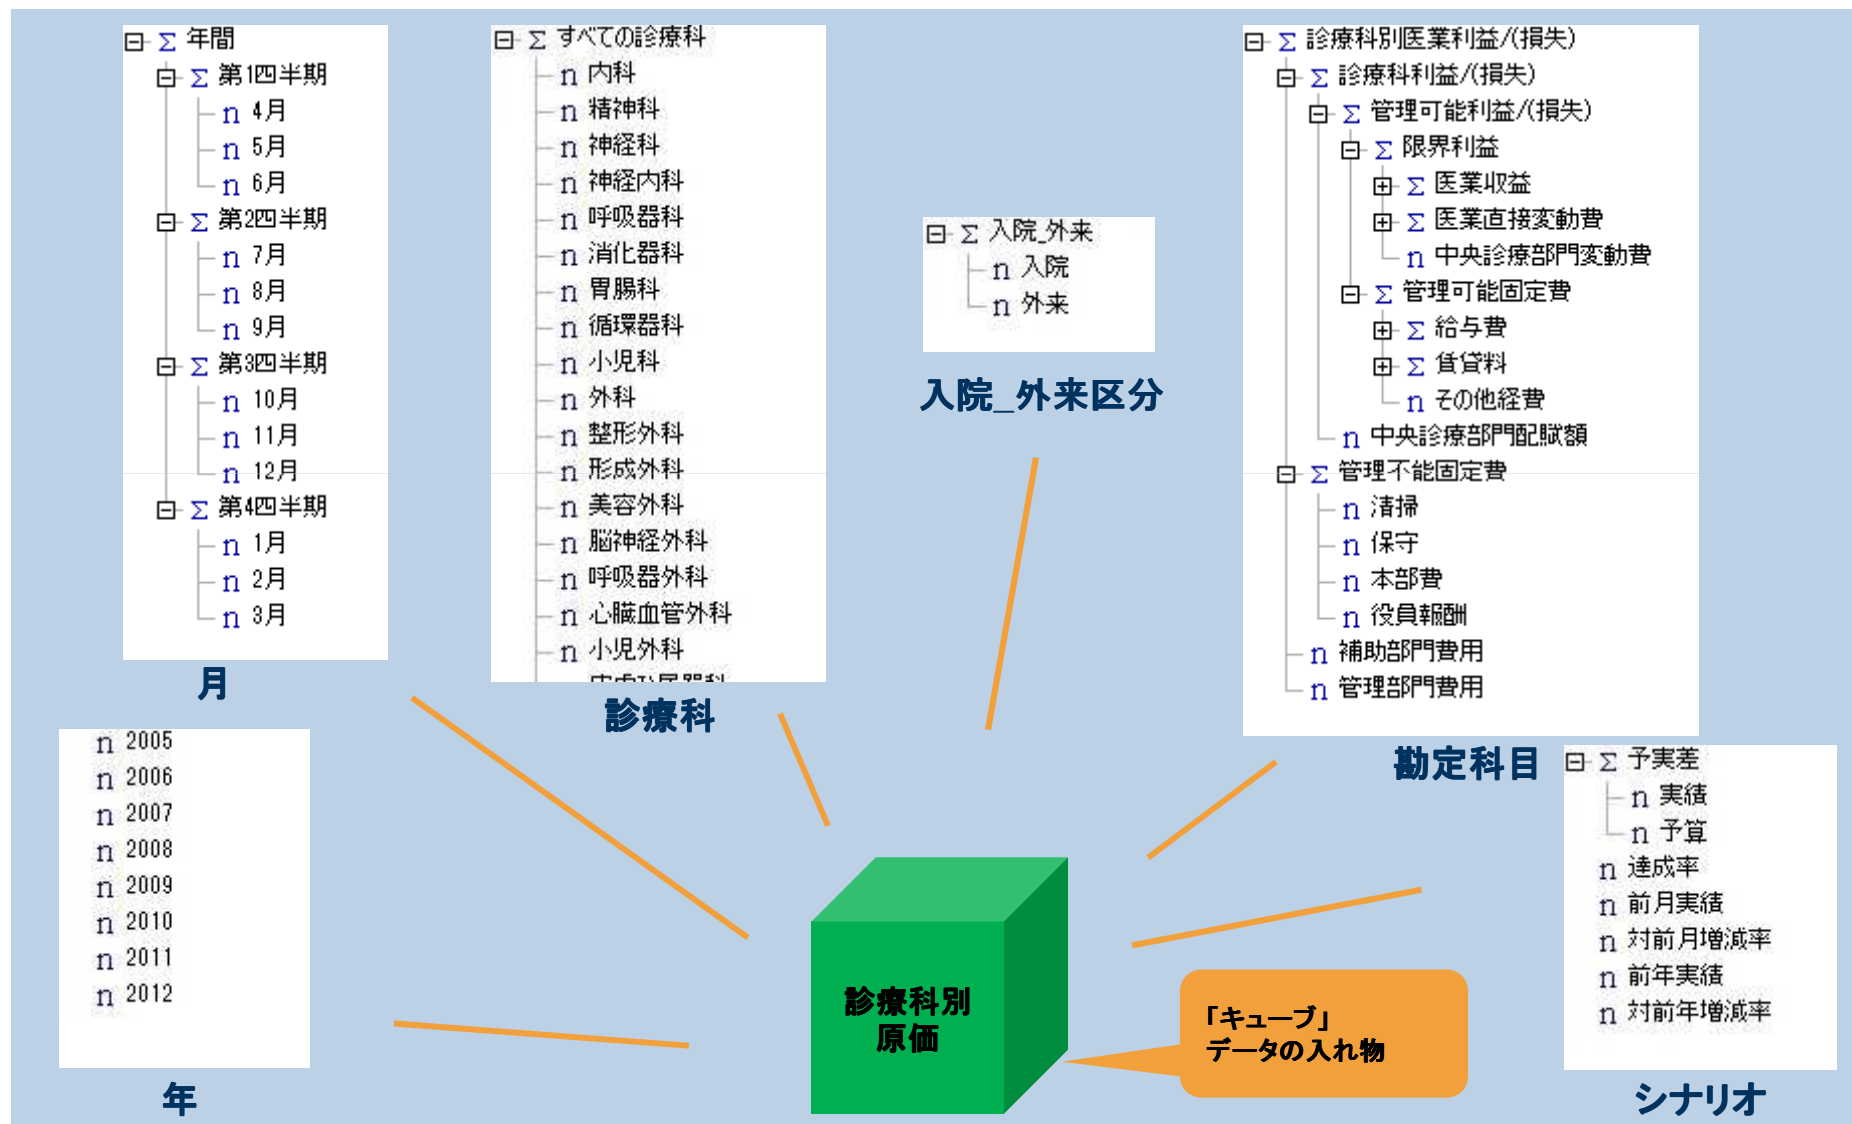 年間
第1四半期
n 4月
n 5月
n 6月
第2四半期
n 7月
n 8月
n 9月
第3四半期
n 10月
n 11月
n 12月
第4四半期
n 1月
n 2月
n 3月
月
Σ すべての診療科
n 内科
n 精神科
n 神経科
n 神経内科
n 呼吸器科
n 消化器科
n 胃腸科
n 循環器科
n 小児科
n 外科
n 整形外科
n 形成外科
n 美容外科
n 脳神経外科
n 呼吸器外科
n 心臓血管外科
n 小児外科
診療科
Σ 入院_外来
n 入院
n 外来
入院_外来区分
Σ 診療科別医業利益/(損失)
Σ 診療科利益/(損失)
Σ 管理可能利益/(損失)
Σ 限界利益
Σ 医業収益
Σ 医業直接変動費
n 中央診療部門変動費
Σ 管理可能固定費
Σ 給与費
Σ 賃貸料
n その他経費
n 中央診療部門配賦額
Σ 管理不能固定費
n 清掃
n 保守
n 本部費
n 役員報酬
n 補助部門費用
n 管理部門費用
勘定科目
n 2005
n 2006
n 2007
n 2008
n 2009
n 2010
n 2011
n 2012
年
Σ 予実差
n 実績
n 予算
n 達成率
n 前月実績
n 対前月増減率
n 前年実績
n 対前年増減率
シナリオ
診療科別
原価
「キューブ」
データの入れ物